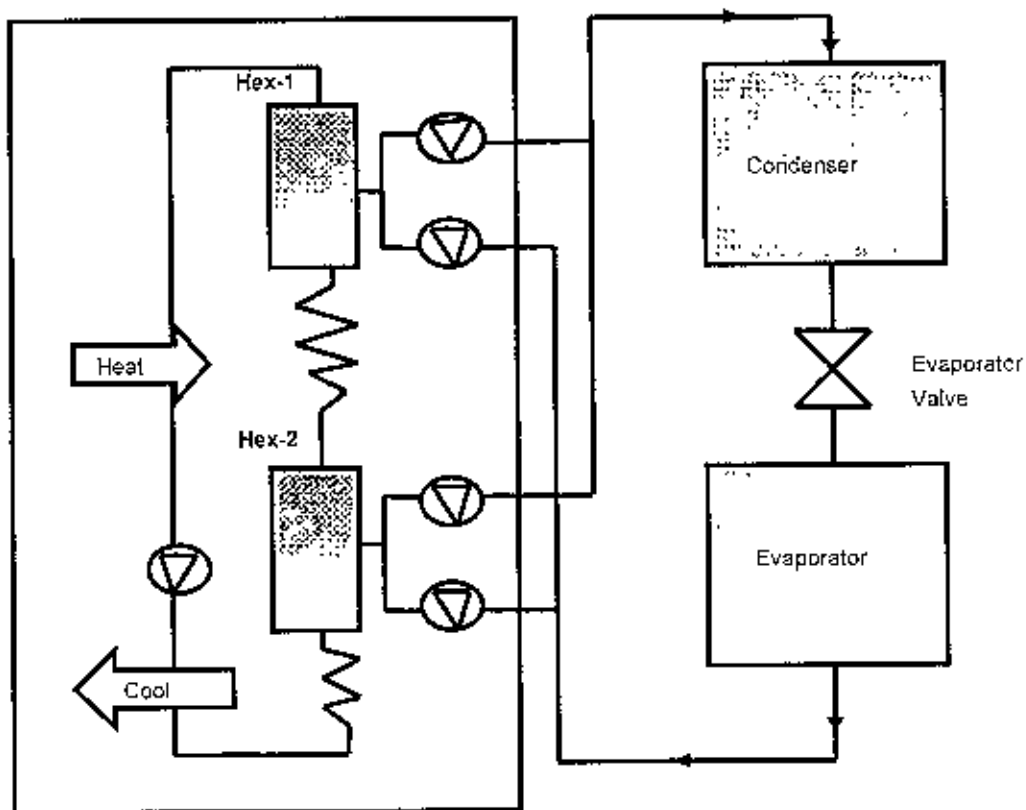 Hex-1
Condenser
Heat
Evaporator
Valve
Hex-2
Evaporator
Cool